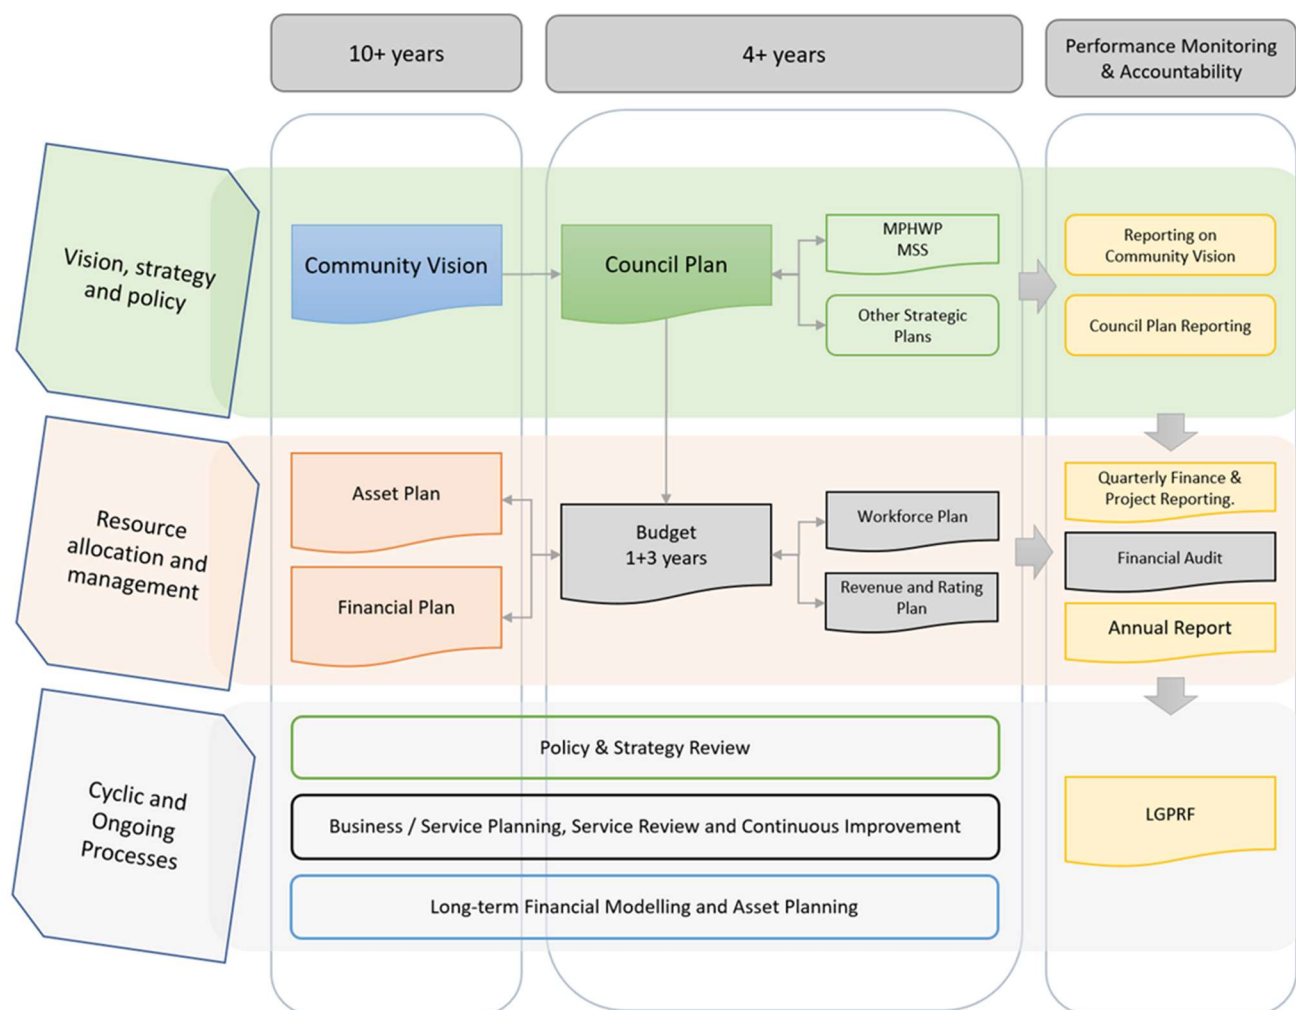 10+ years
4+ years
Performance Monitoring
& Accountability
Vision, strategy
and policy
Community Vision
Council Plan
MPHWP
MSS
Other Strategic
Plans
Reporting on
Community Vision
Council Plan Reporting
Resource
allocation and
management
Asset Plan
Financial Plan
Budget
1+3 years
Workforce Plan
Revenue and Rating
Plan
Quarterly Finance &
Project Reporting.
Financial Audit
Annual Report
Cyclic and
Ongoing
Processes
Policy & Strategy Review
Business / Service Planning, Service Review and Continuous Improvement
Long-term Financial Modelling and Asset Planning
LGPRF